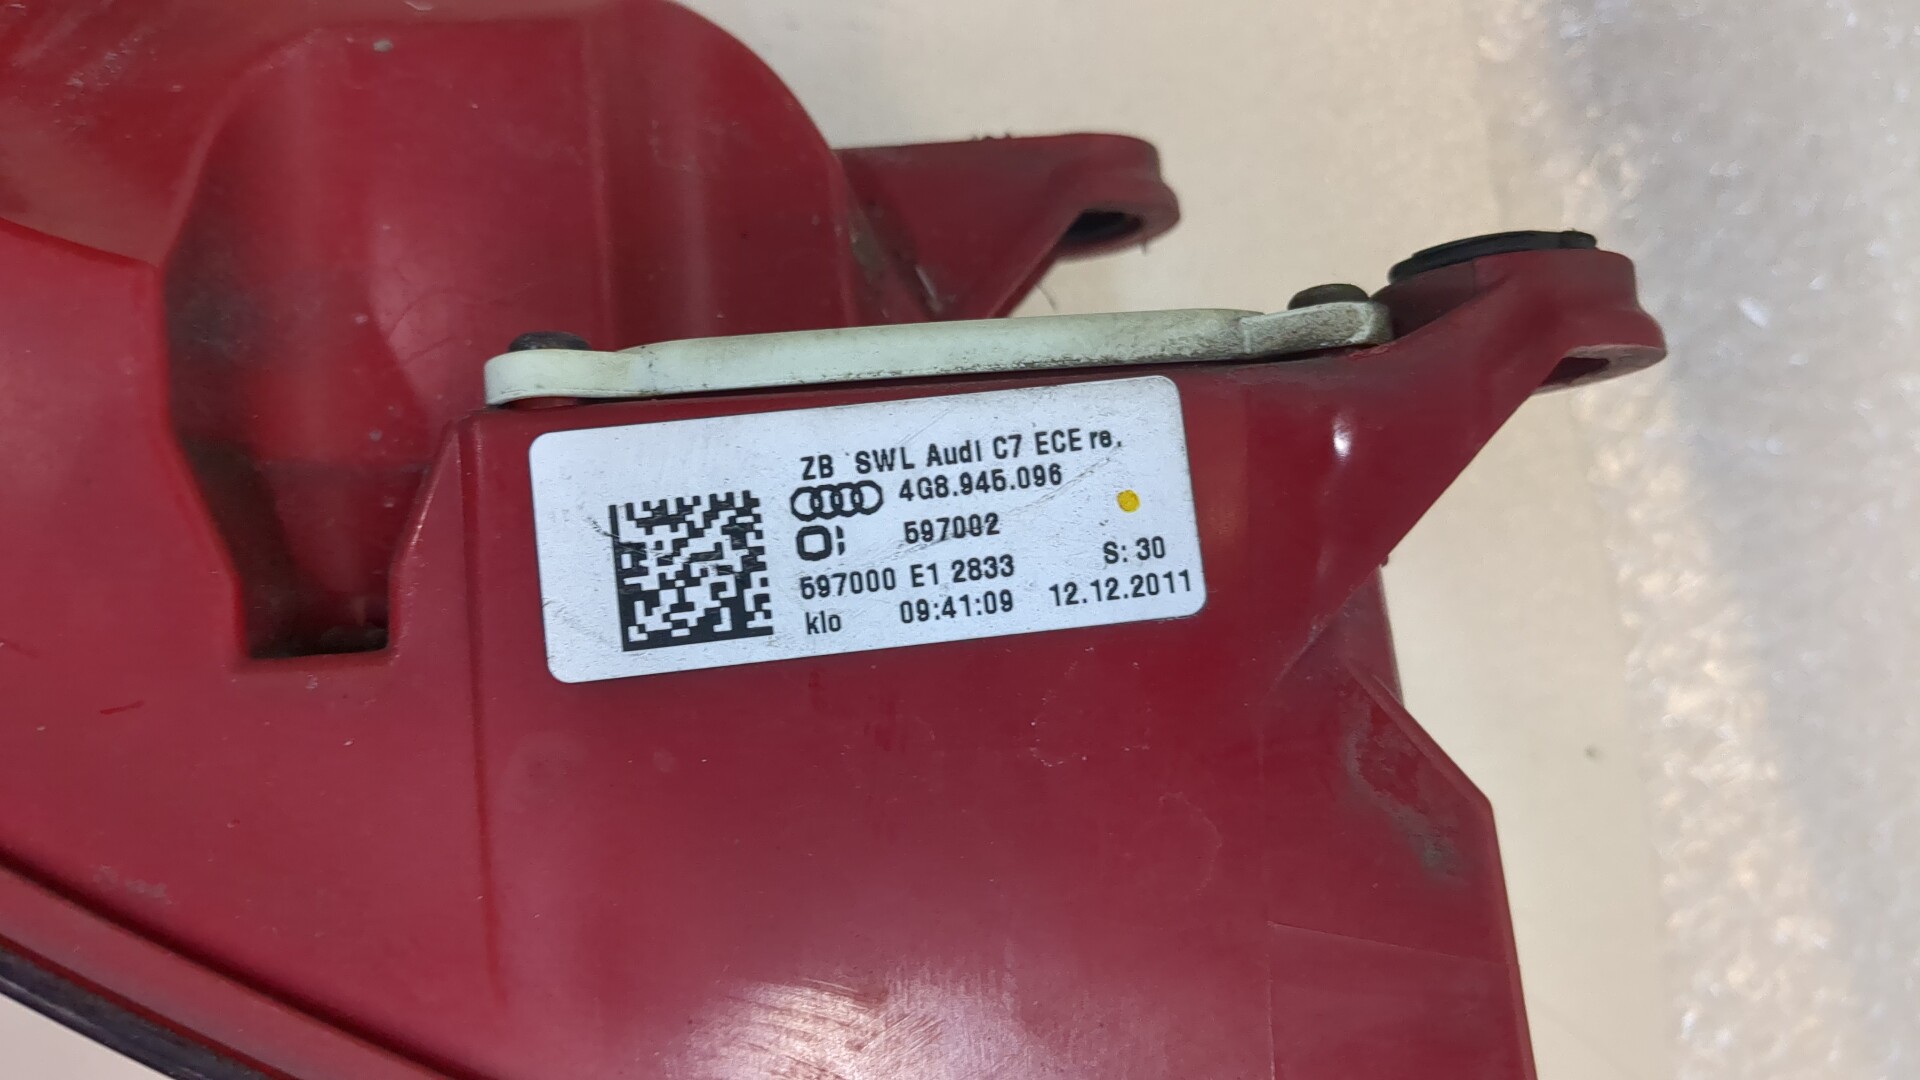 ZB SWL Audi C7 ECE re.
4G8.945.096
597002
597000 E1 2833 S: 30
klo 09:41:09 12.12.2011